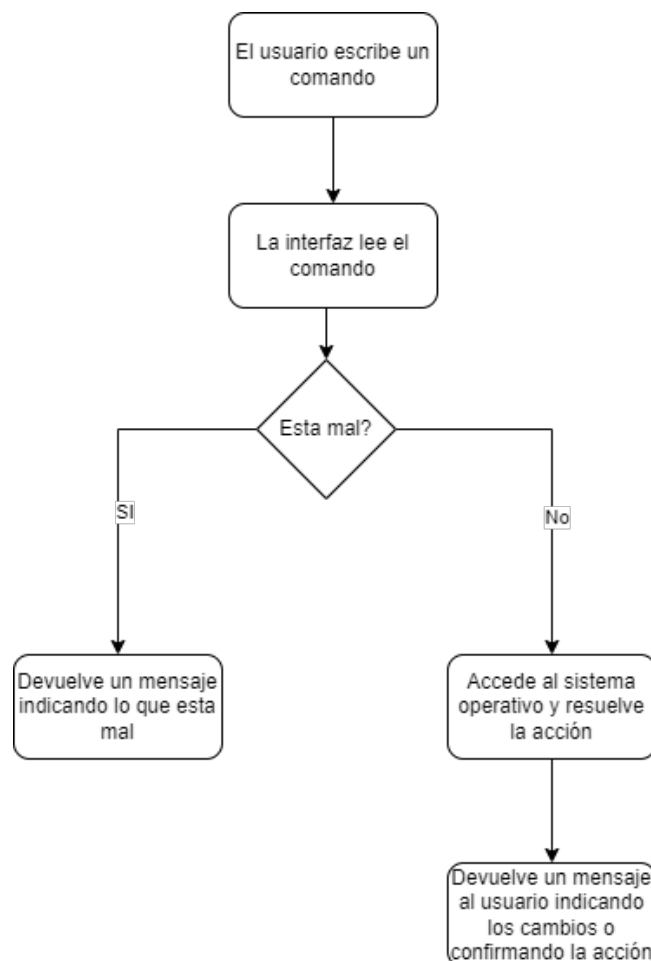 El usuario escribe un
comando
La interfaz lee el
comando
Esta mal?
SI
No
Devuelve un mensaje
indicando lo que esta
mal
Accede al sistema
operativo y resuelve
la acción
Devuelve un mensaje
al usuario indicando
los cambios o
confirmando la acción